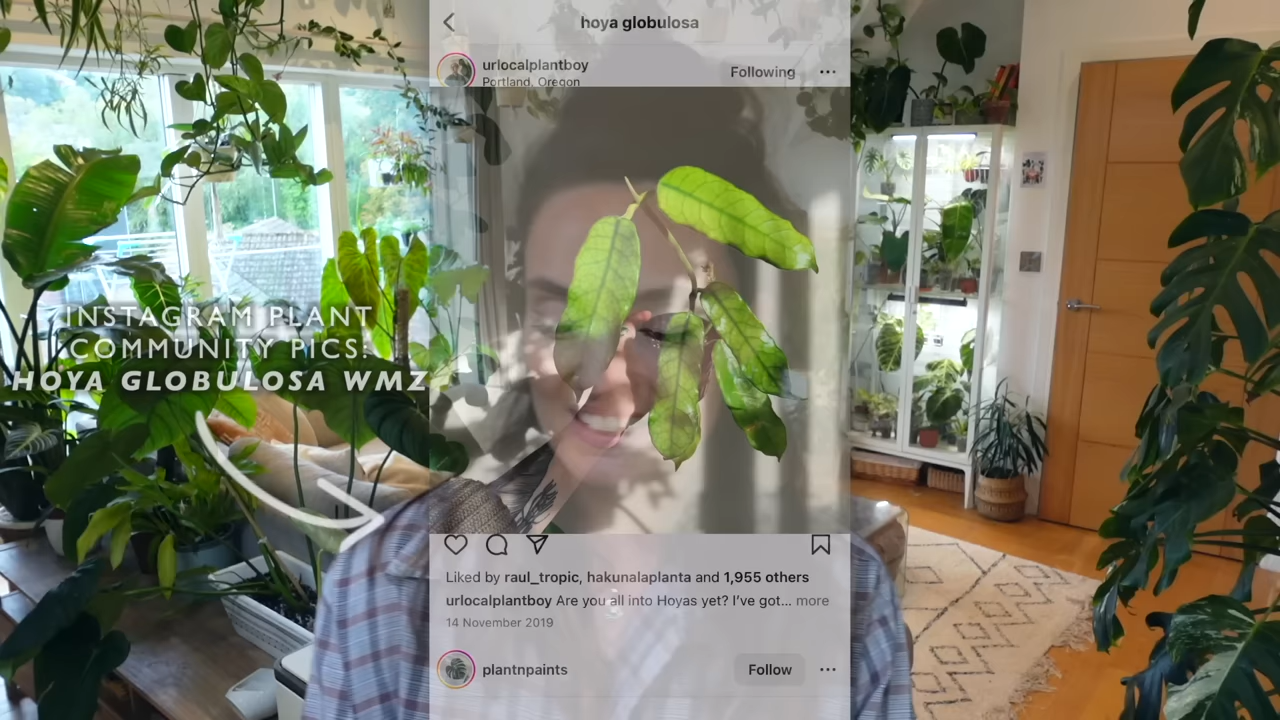 hoya globulosa
urlocalplantboy
Portland, Oregon
Following
INSTAGRAM PLANT
COMMUNITY PICS:
HOYA GLOBULOSA WMZ
Liked by raul_tropic, hakunalaplanta and 1,955 others
urlocalplantboy Are you all into Hoyas yet? I've got... more
14 November 2019
plantnpaints
Follow